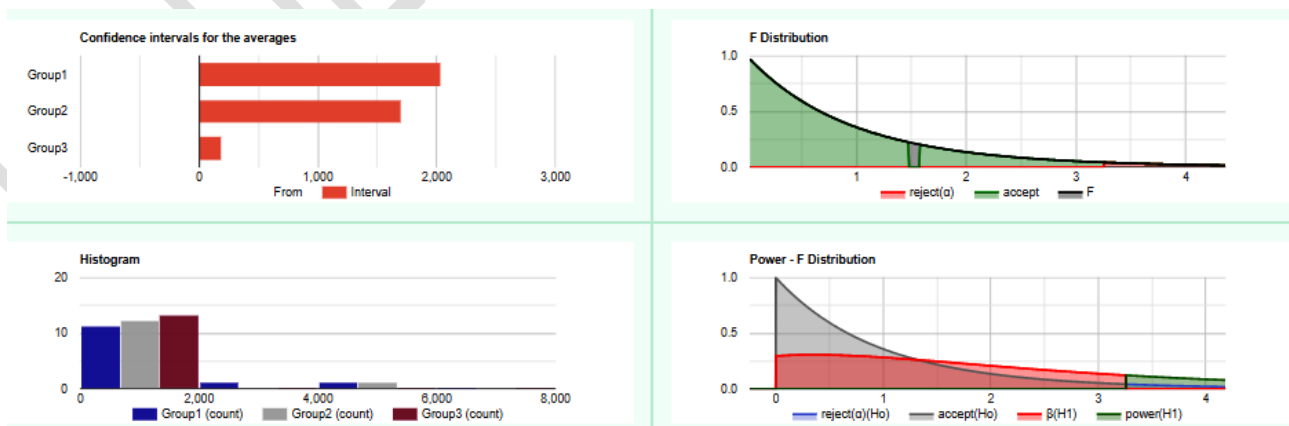 Confidence intervals for the averages
Group1
Group2
Group3
-1,000 0 1,000 2,000 3,000
From Interval
F Distribution
1.0
0.5
0.0
1 2 3 4
reject(α) accept F
Histogram
20
10
0
0 2,000 4,000 6,000 8,000
Group1 (count) Group2 (count) Group3 (count)
Power - F Distribution
1.0
0.5
0.0
0 1 2 3 4
reject(α)(Ho) accept(Ho) β(H1) power(H1)